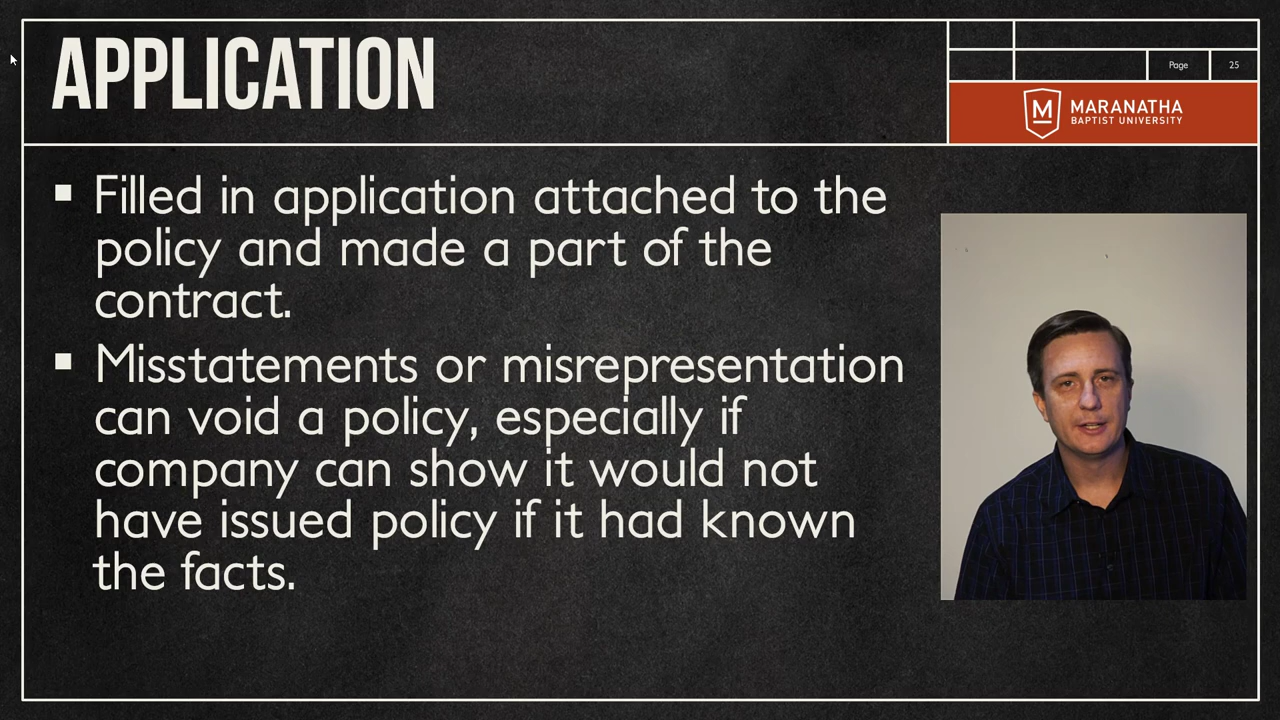 APPLICATION
Page 25
M MARANATHA
BAPTIST UNIVERSITY
▪ Filled in application attached to the
policy and made a part of the
contract.
▪ Misstatements or misrepresentation
can void a policy, especially if
company can show it would not
have issued policy if it had known
the facts.